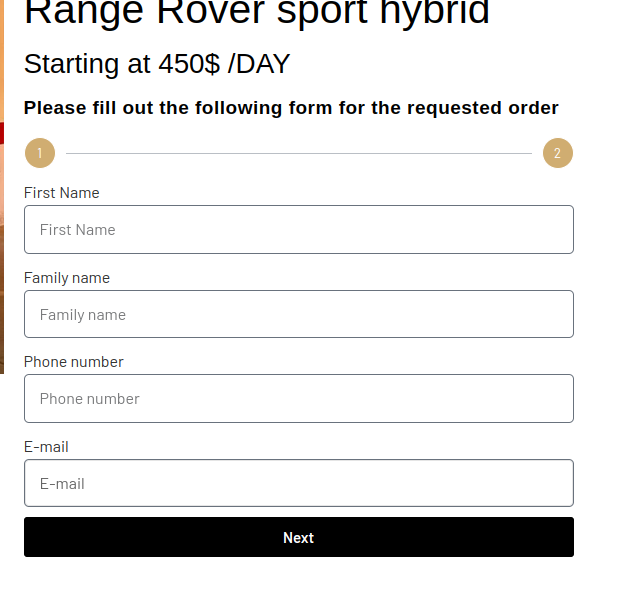 Range Rover sport hybrid
Starting at 450$ /DAY
Please fill out the following form for the requested order
1
2
First Name
First Name
Family name
Family name
Phone number
Phone number
E-mail
E-mail
Next